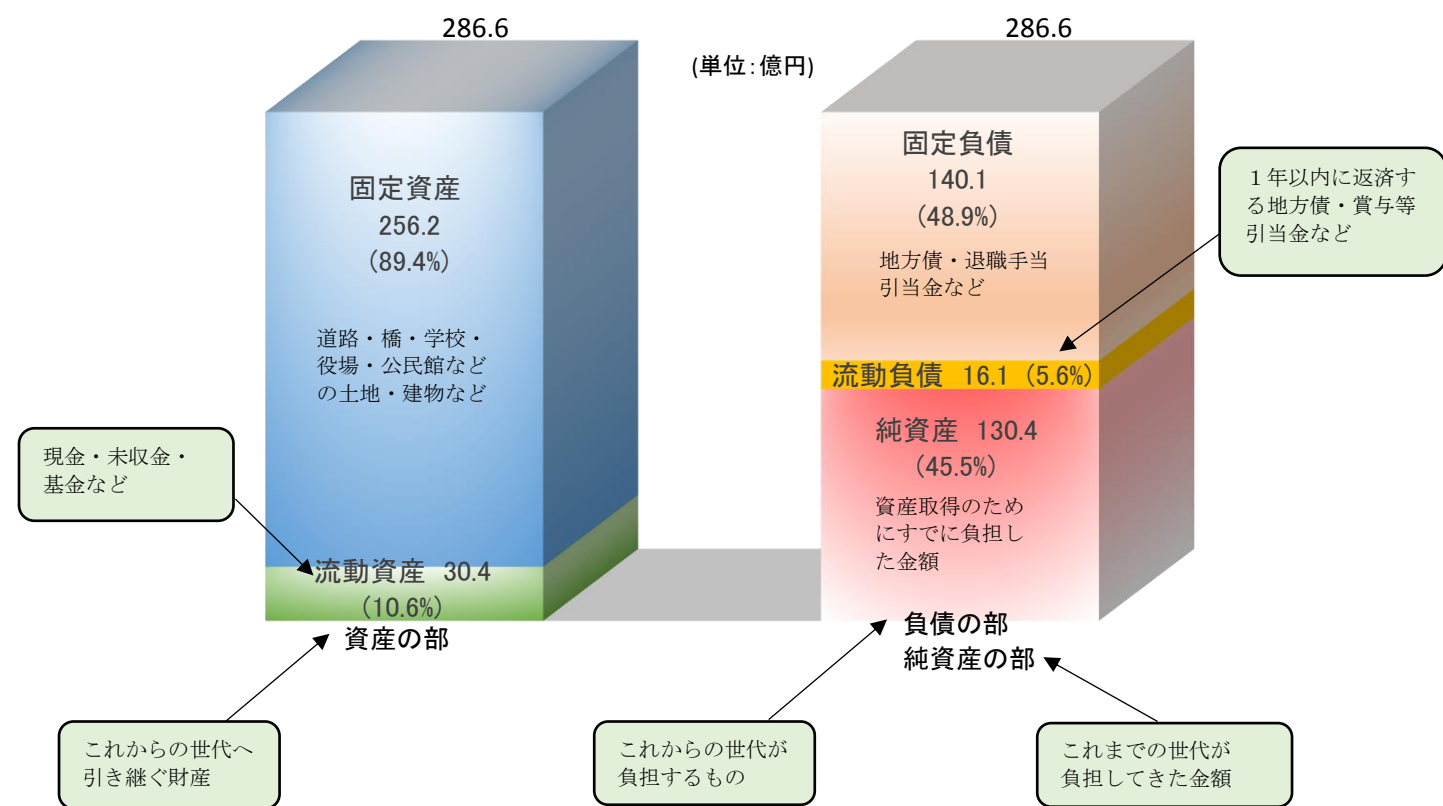 286.6
286.6
(単位:億円)
固定資産
256.2
(89.4%)
道路・橋・学校・
役場・公民館など
の土地・建物など
現金・未収金・
基金など
流動資産 30.4
(10.6%)
資産の部
これからの世代へ
引き継ぐ財産
固定負債
140.1
(48.9%)
地方債・退職手当
引当金など
1年以内に返済す
る地方債・賞与等
引当金など
流動負債 16.1 (5.6%)
純資産 130.4
(45.5%)
資産取得のため
にすでに負担し
た金額
負債の部
純資産の部
これからの世代が
負担するもの
これまでの世代が
負担してきた金額